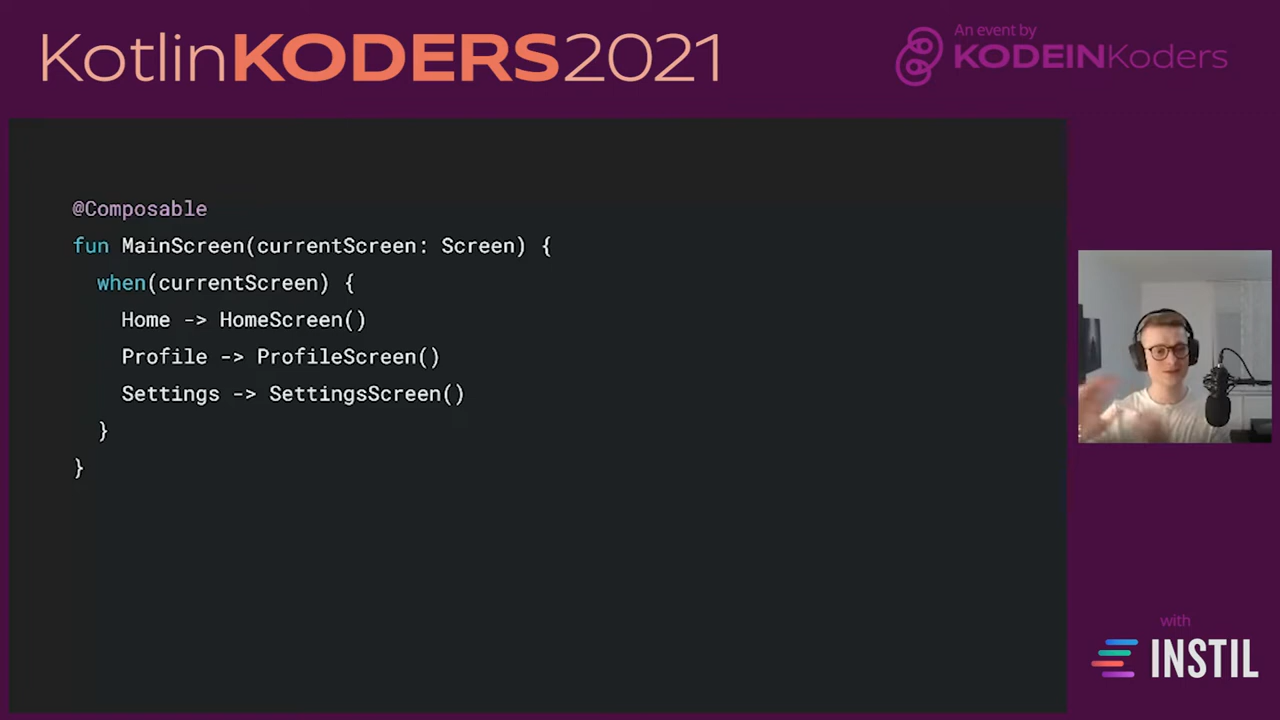 KotlinKODERS2021
An event by
KODEINKoders
@Composable
fun MainScreen(currentScreen: Screen) {
  when(currentScreen) {
    Home -> HomeScreen()
    Profile -> ProfileScreen()
    Settings -> SettingsScreen()
  }
}
with
INSTIL